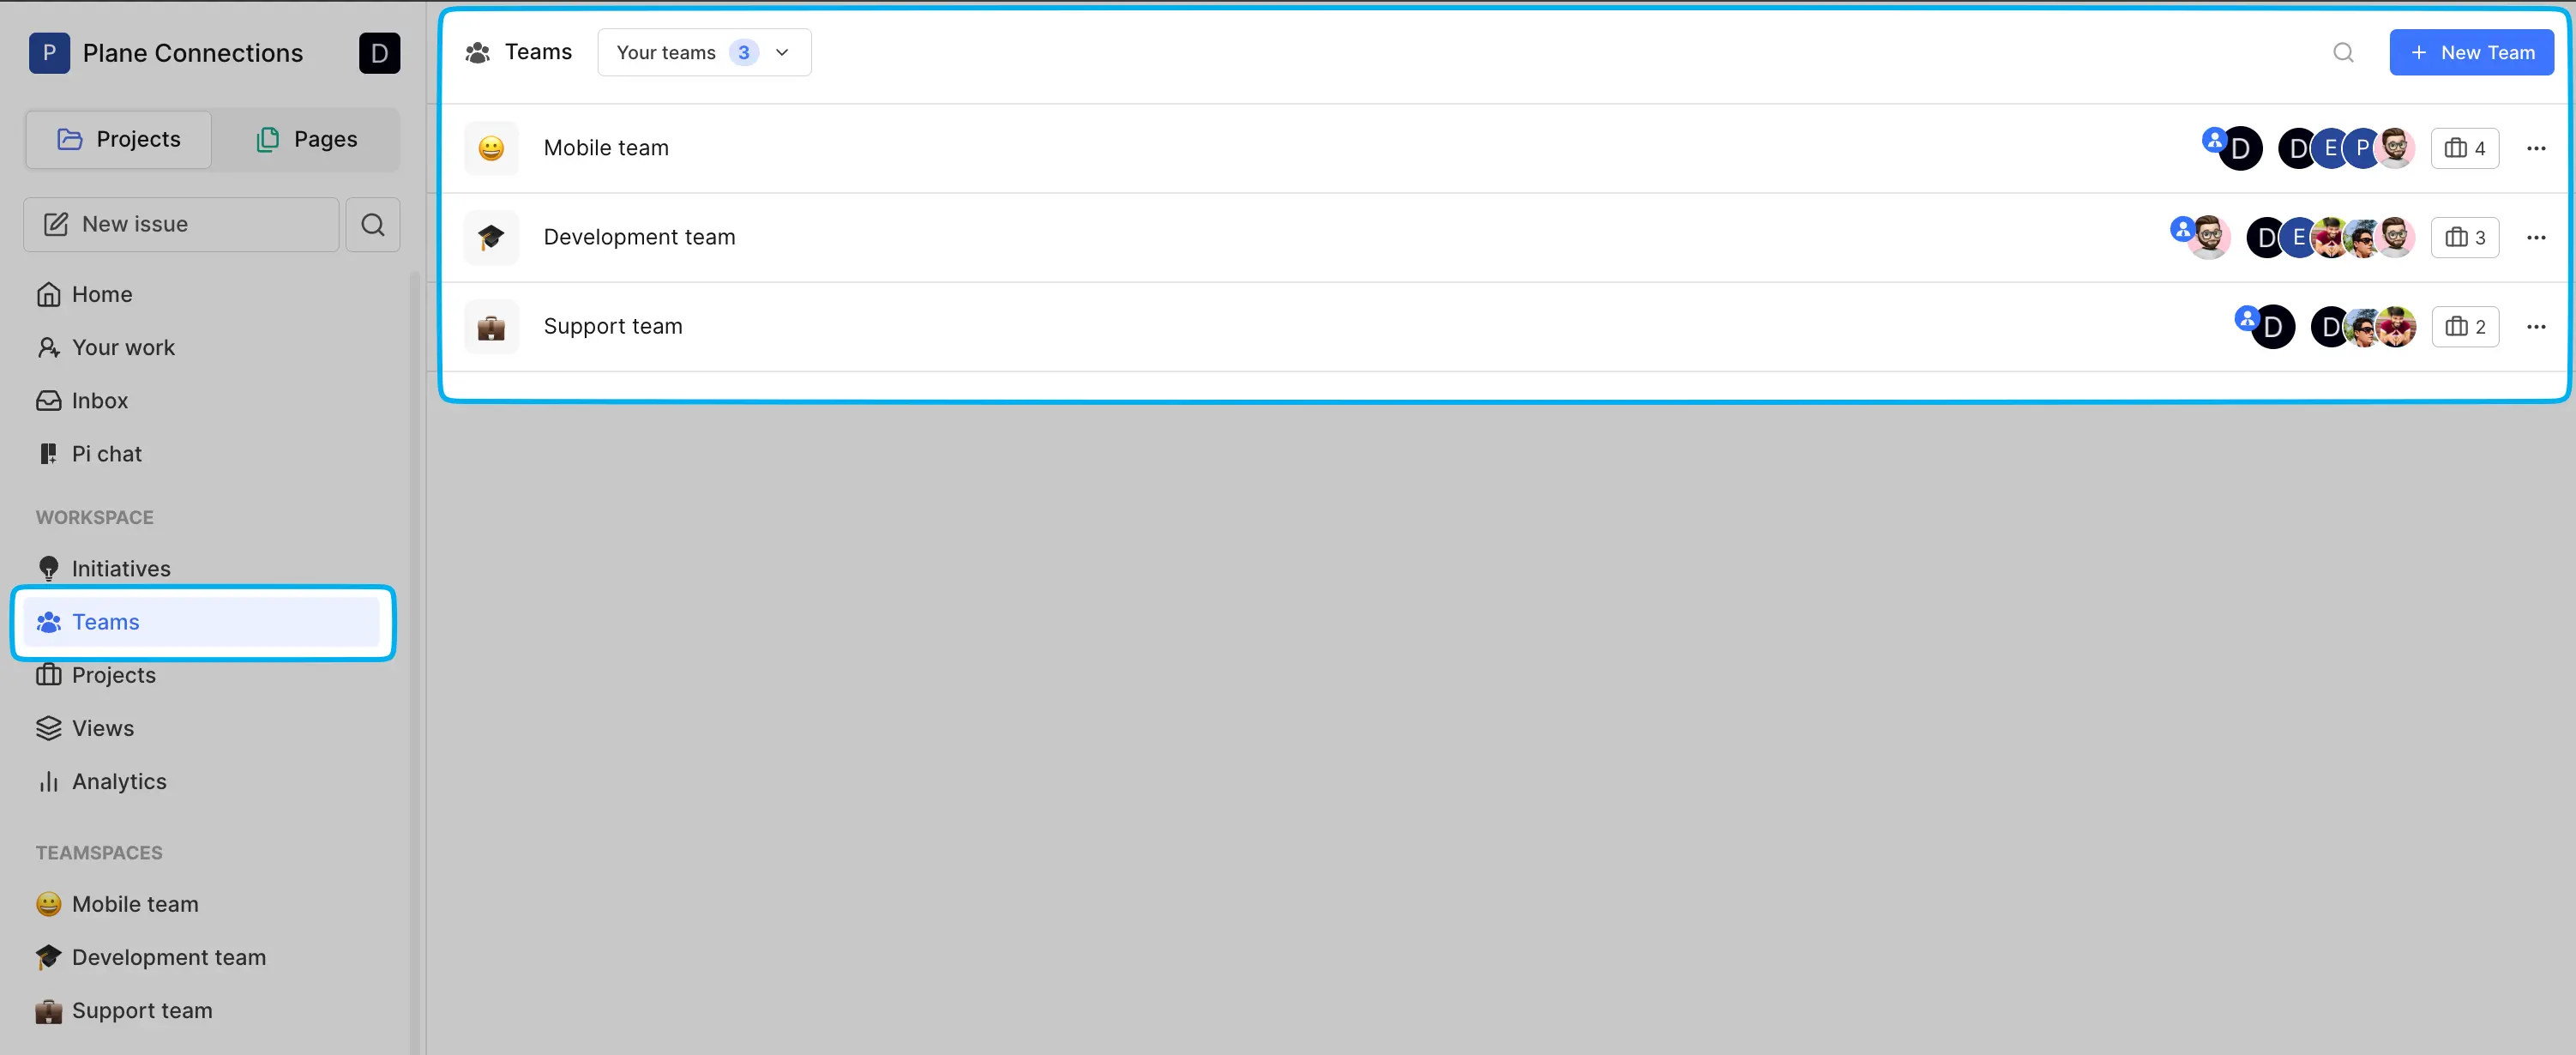 P Plane Connections D
Projects Pages
New issue
Home
Your work
Inbox
Pi chat
WORKSPACE
Initiatives
Teams
Projects
Views
Analytics
TEAMSPACES
Mobile team
Development team
Support team
Teams Your teams 3 New Team
Mobile team D D E P 4
Development team D E 3
Support team D D 2